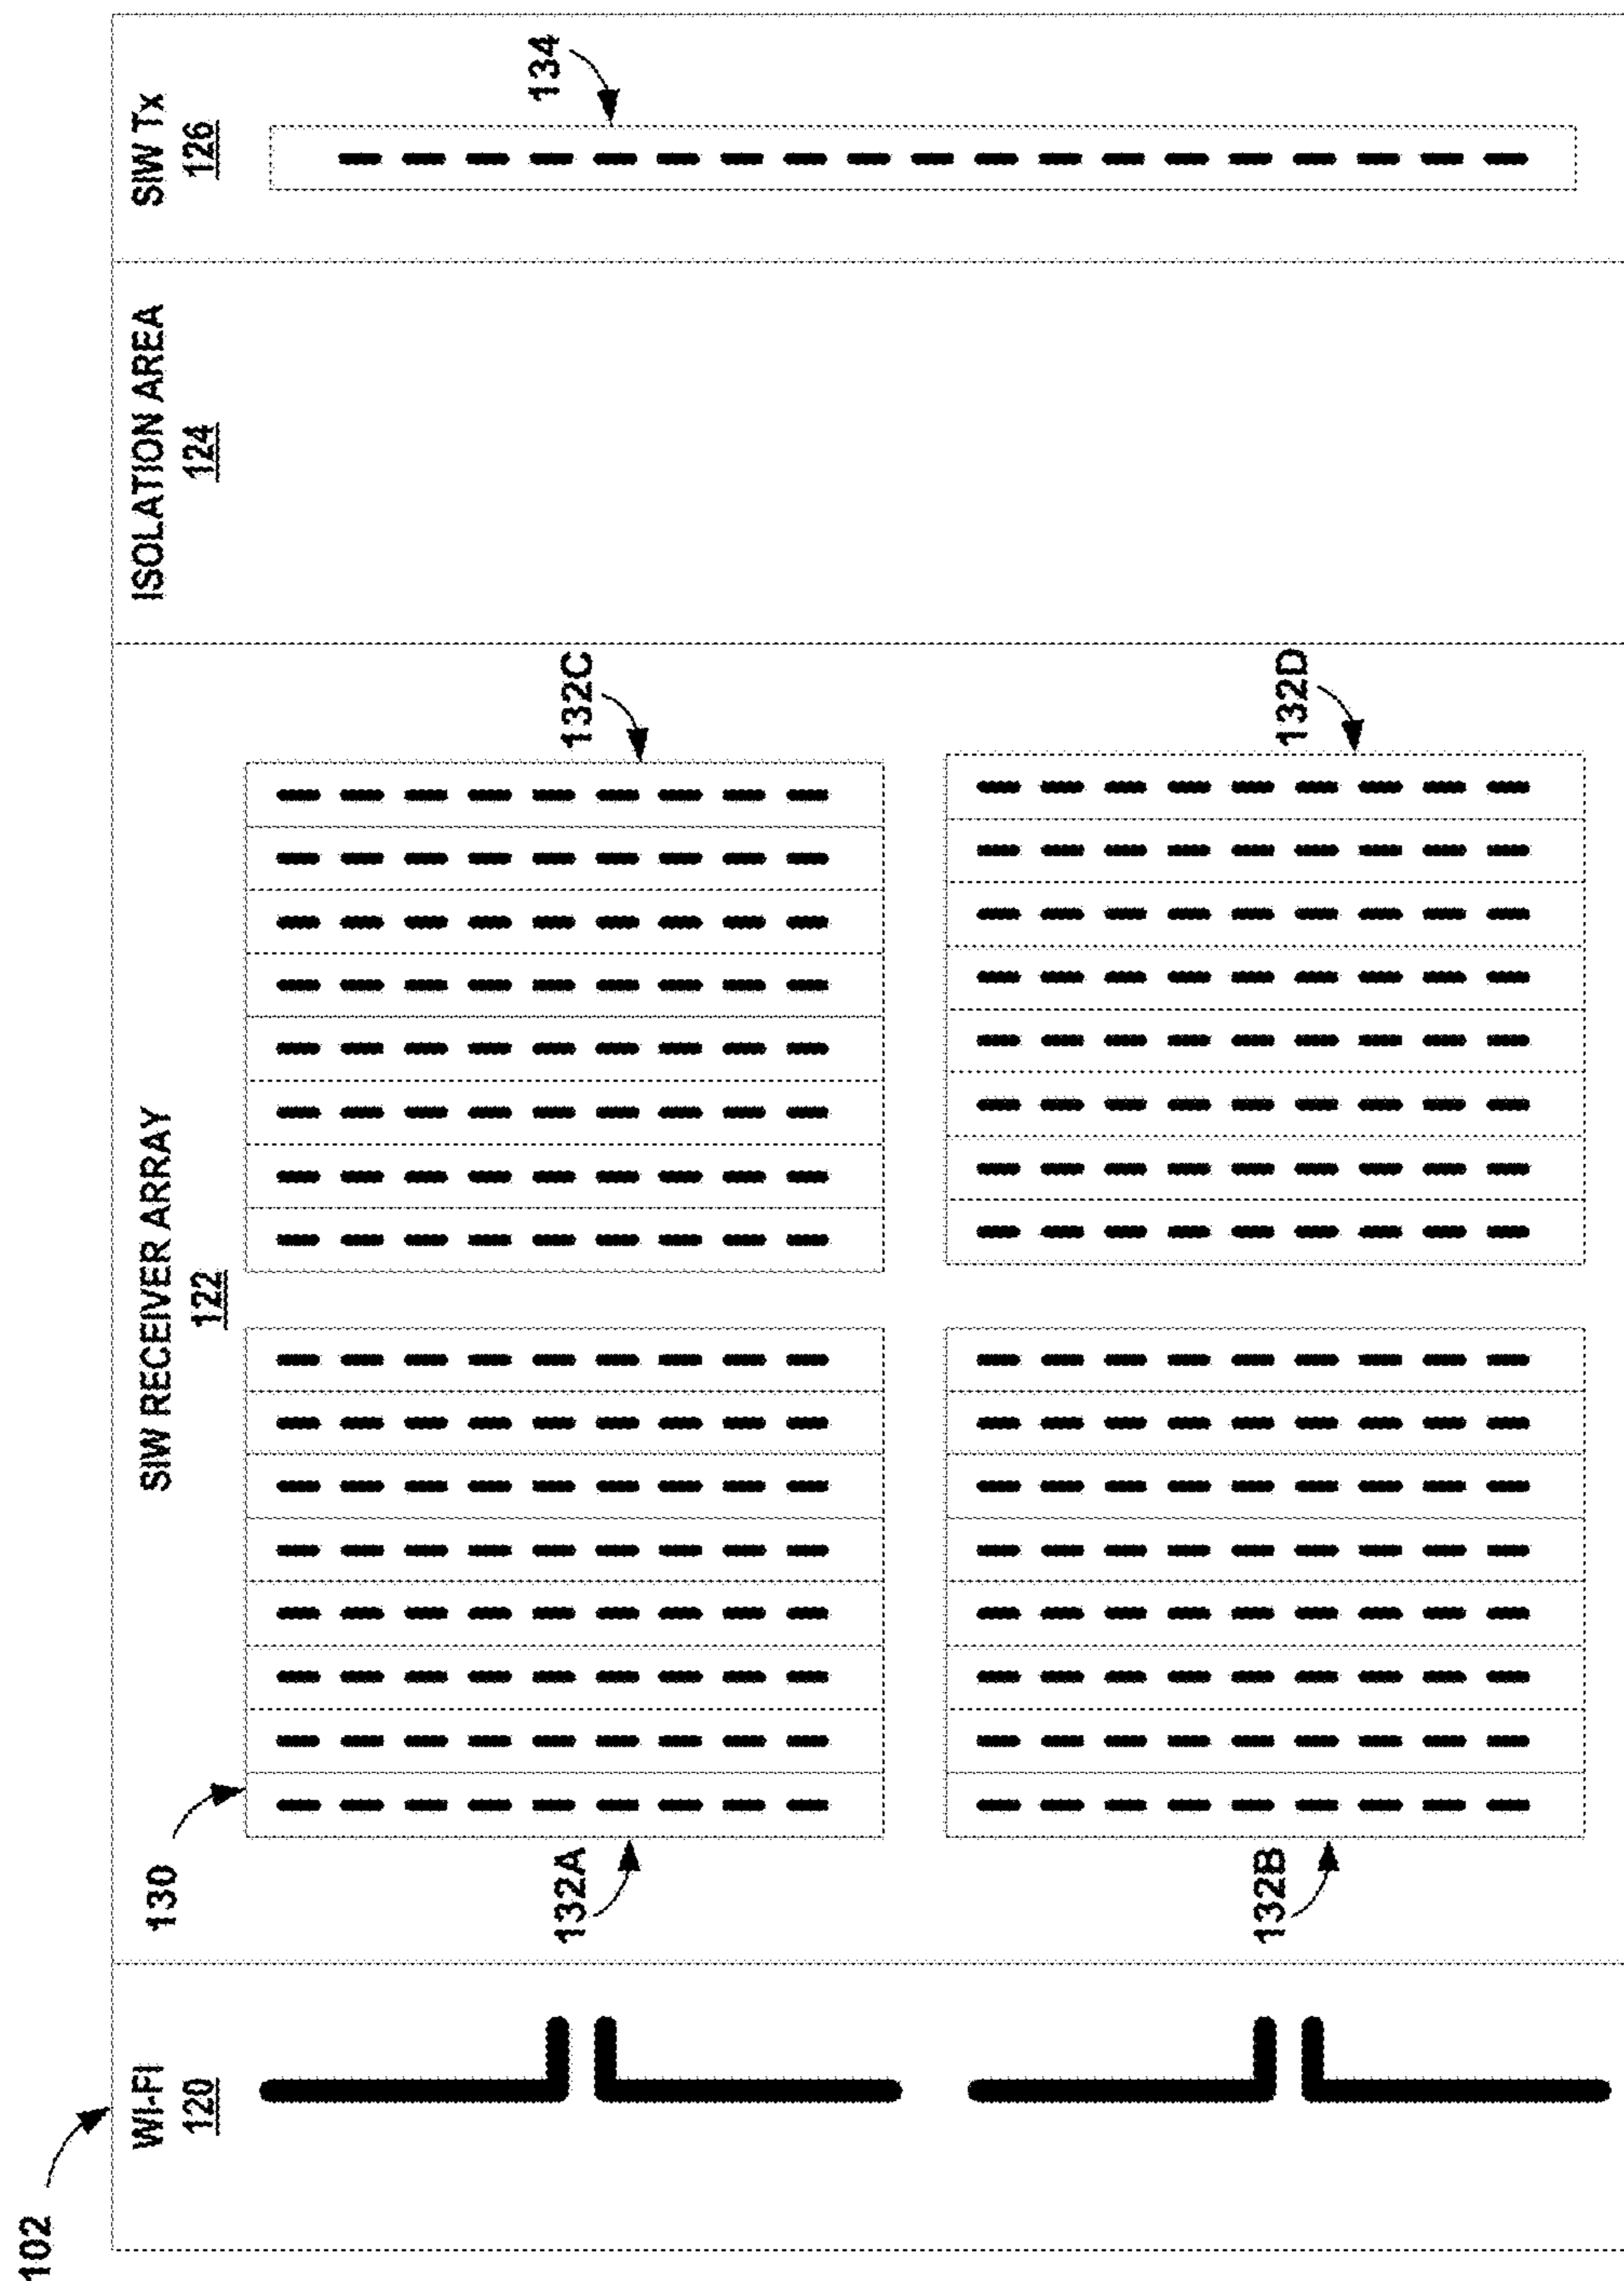 102
WI-FI
120
SIW RECEIVER ARRAY
122
ISOLATION AREA
124
SIW Tx
126
130
132A
132C
134
132B
132D